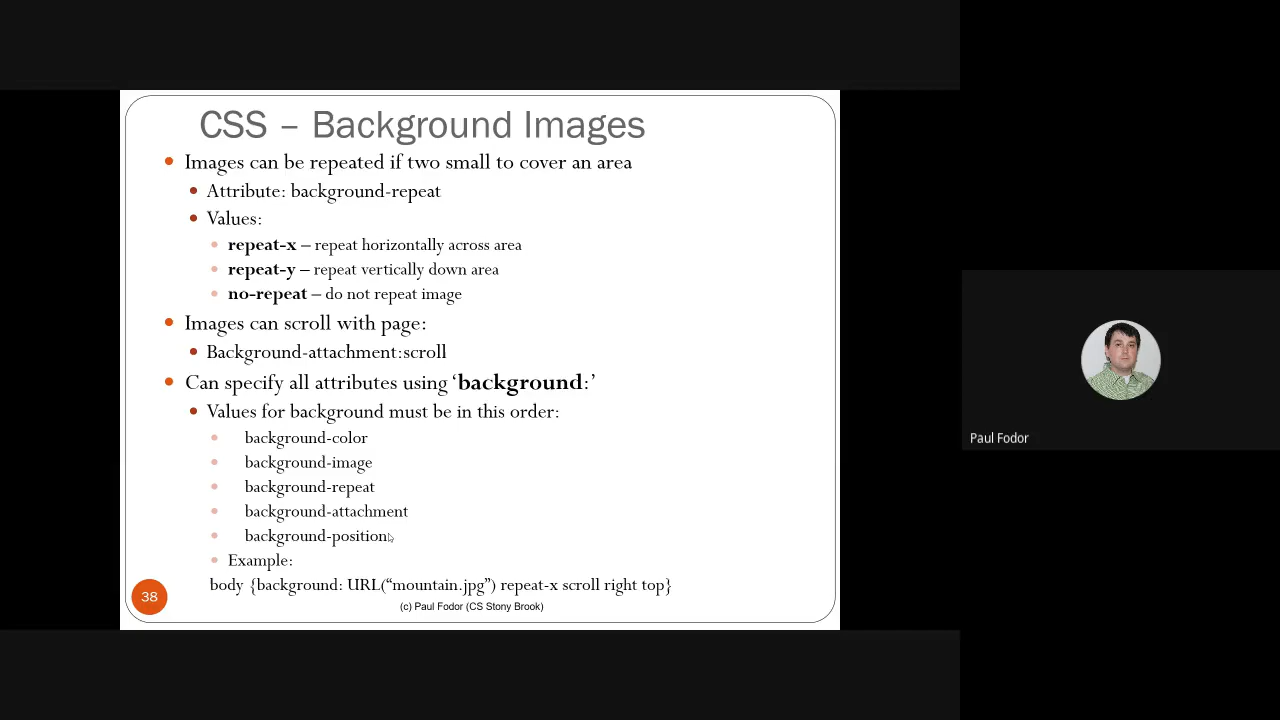 CSS – Background Images
Images can be repeated if two small to cover an area
Attribute: background-repeat
Values:
repeat-x – repeat horizontally across area
repeat-y – repeat vertically down area
no-repeat – do not repeat image
Images can scroll with page:
Background-attachment:scroll
Can specify all attributes using ‘background:’
Values for background must be in this order:
background-color
background-image
background-repeat
background-attachment
background-position
Example:
body {background: URL(“mountain.jpg”) repeat-x scroll right top}
38
(c) Paul Fodor (CS Stony Brook)
Paul Fodor